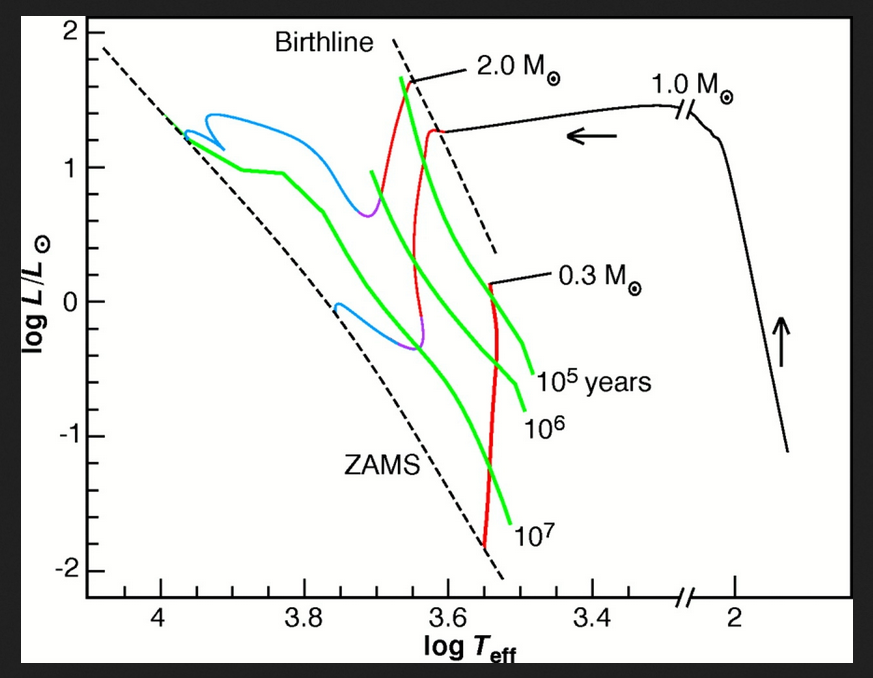 2
Birthline
2.0 M☉
1.0 M☉
1
log L/L☉
0
0.3 M☉
10⁵ years
10⁶
-1
ZAMS
10⁷
-2
4
3.8
3.6
3.4
2
log Teff